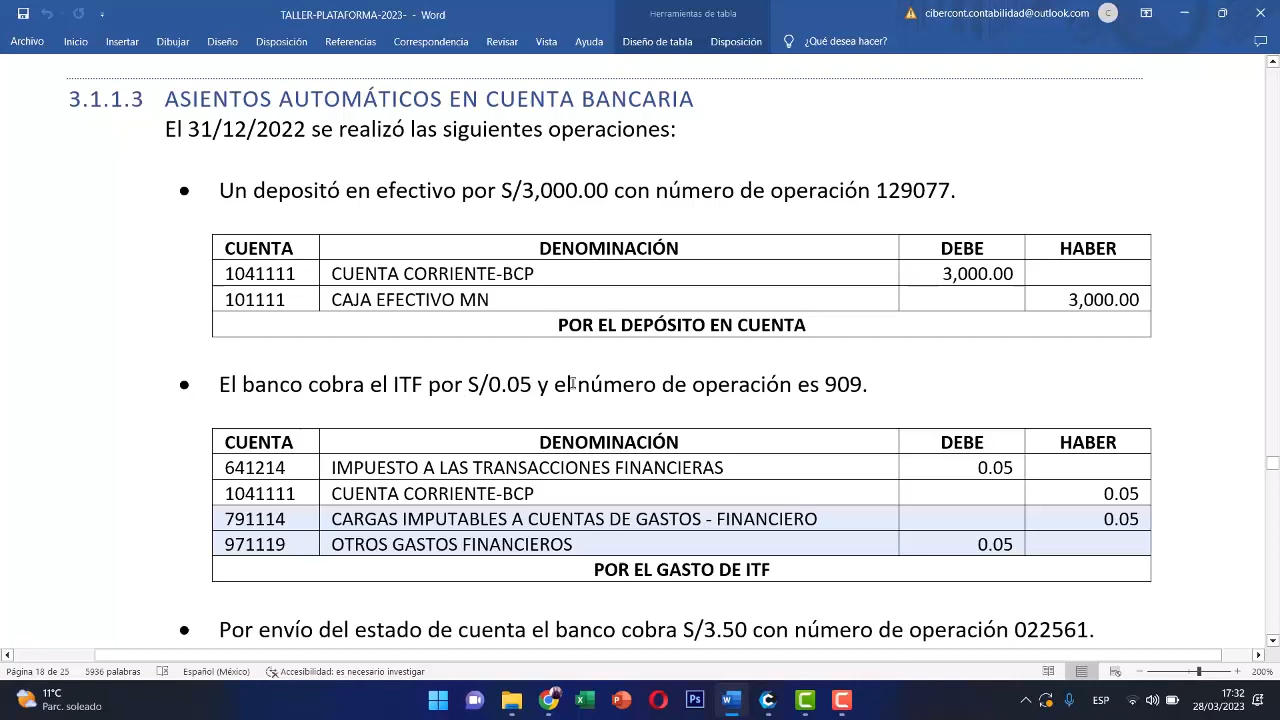 TALLER-PLATAFORMA-2023- - Word
Herramientas de tabla
cibercont.contabilidad@outlook.com
C
Archivo Inicio Insertar Dibujar Diseño Disposición Referencias Correspondencia Revisar Vista Ayuda Diseño de tabla Disposición ¿Qué desea hacer?
3.1.1.3 ASIENTOS AUTOMÁTICOS EN CUENTA BANCARIA
El 31/12/2022 se realizó las siguientes operaciones:
• Un depositó en efectivo por S/3,000.00 con número de operación 129077.
CUENTA DENOMINACIÓN DEBE HABER
1041111 CUENTA CORRIENTE-BCP 3,000.00
101111 CAJA EFECTIVO MN 3,000.00
POR EL DEPÓSITO EN CUENTA
• El banco cobra el ITF por S/0.05 y el número de operación es 909.
CUENTA DENOMINACIÓN DEBE HABER
641214 IMPUESTO A LAS TRANSACCIONES FINANCIERAS 0.05
1041111 CUENTA CORRIENTE-BCP 0.05
791114 CARGAS IMPUTABLES A CUENTAS DE GASTOS - FINANCIERO 0.05
971119 OTROS GASTOS FINANCIEROS 0.05
POR EL GASTO DE ITF
• Por envío del estado de cuenta el banco cobra S/3.50 con número de operación 022561.
Página 18 de 25 5936 palabras Español (México) Accesibilidad: es necesario investigar 200%
11°C
Parc. soleado
Ps
ESP
17:32
28/03/2023